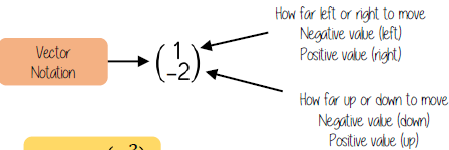 How far left or right to move
Negative value (left)
Positive value (right)
Vector
Notation
(1
-2)
How far up or down to move
Negative value (down)
Positive value (up)